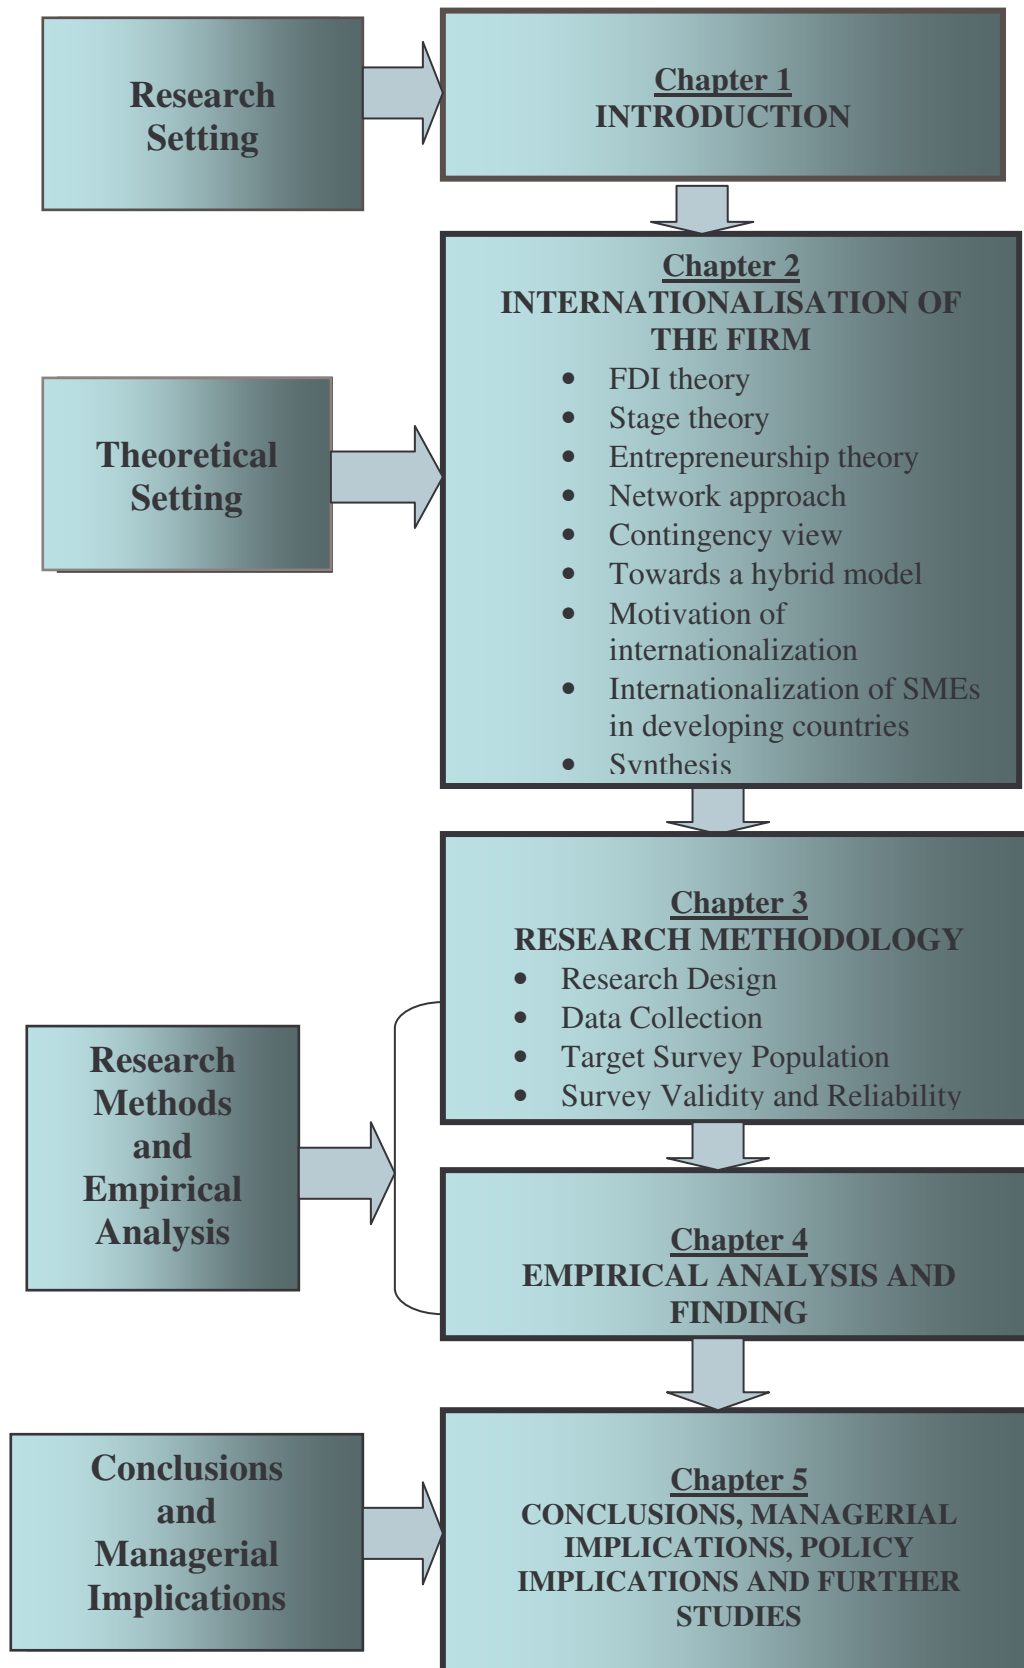 Research
Setting
Chapter 1
INTRODUCTION
Theoretical
Setting
Chapter 2
INTERNATIONALISATION OF
THE FIRM
• FDI theory
• Stage theory
• Entrepreneurship theory
• Network approach
• Contingency view
• Towards a hybrid model
• Motivation of
internationalization
• Internationalization of SMEs
in developing countries
• Synthesis
Research
Methods
and
Empirical
Analysis
Chapter 3
RESEARCH METHODOLOGY
• Research Design
• Data Collection
• Target Survey Population
• Survey Validity and Reliability
Chapter 4
EMPIRICAL ANALYSIS AND
FINDING
Conclusions
and
Managerial
Implications
Chapter 5
CONCLUSIONS, MANAGERIAL
IMPLICATIONS, POLICY
IMPLICATIONS AND FURTHER
STUDIES